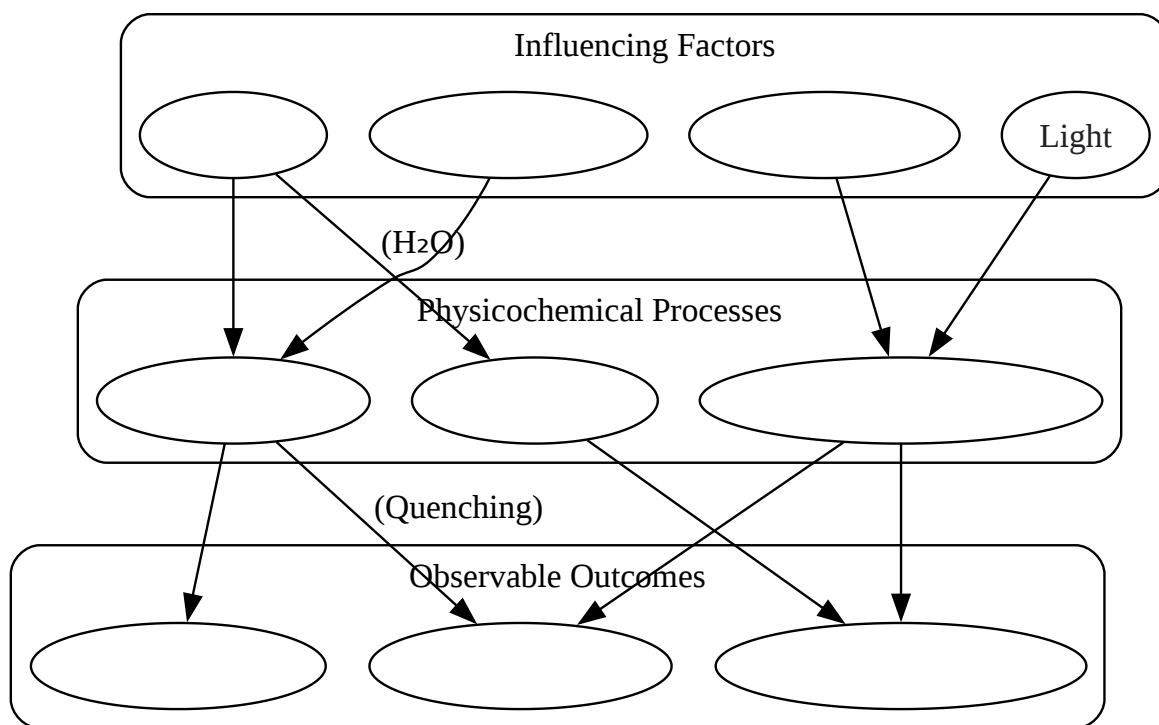 Influencing Factors
Light
(H₂O)
Physicochemical Processes
(Quenching)
Observable Outcomes